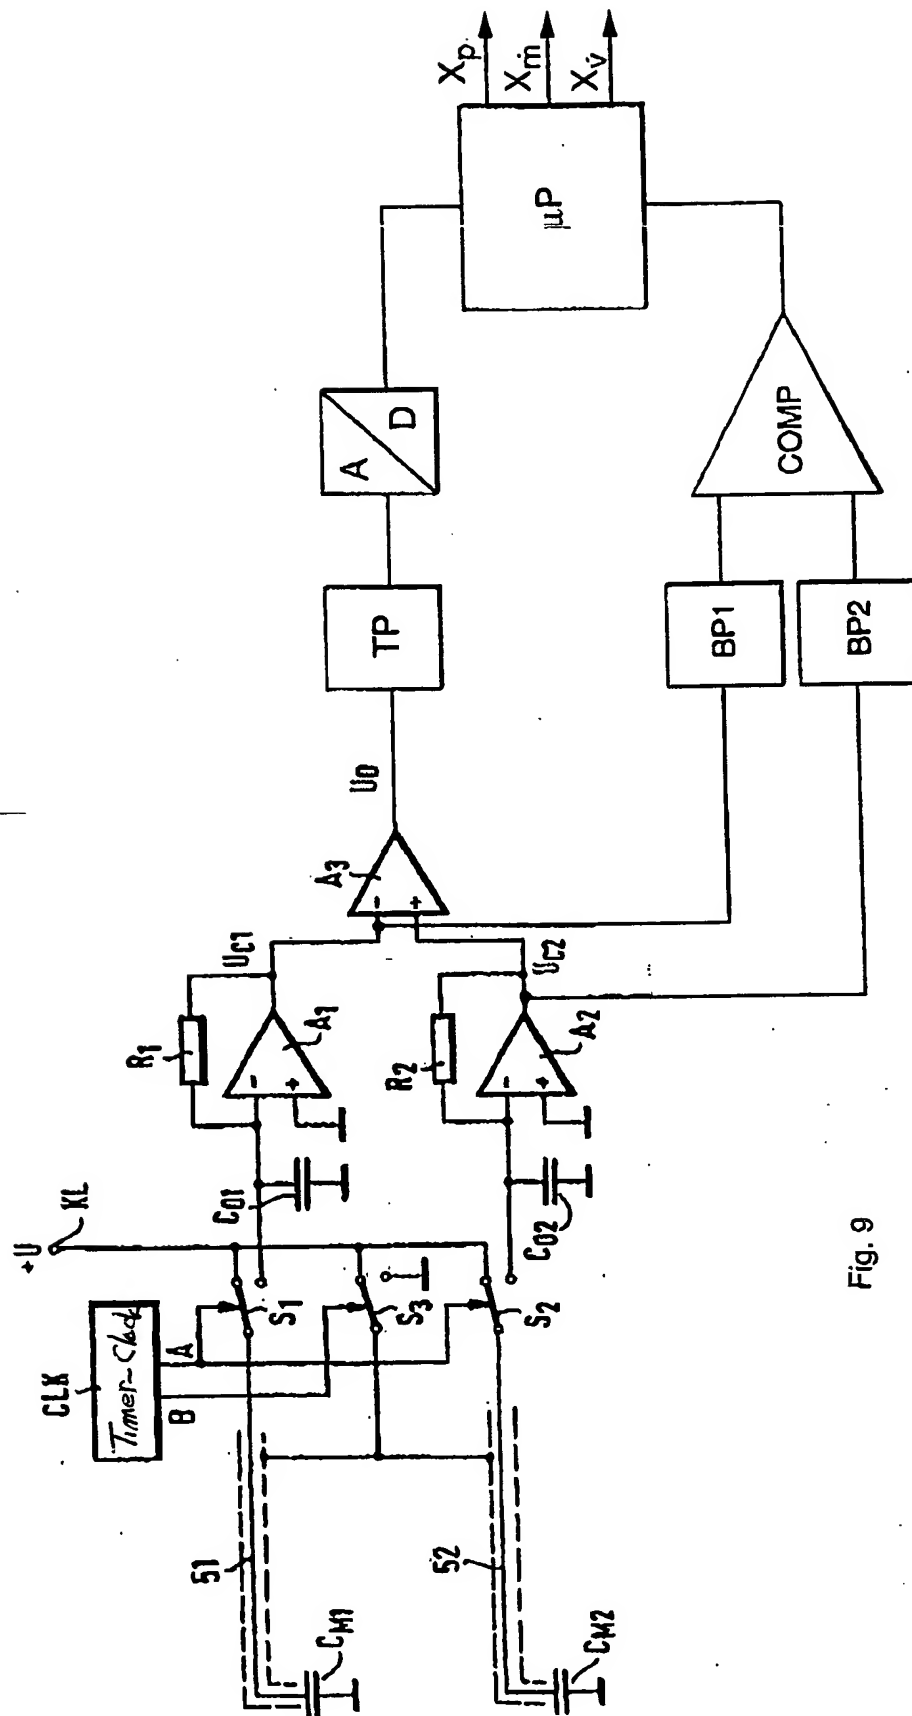 CLK
Timer-Clock
A
B
+U
KL
S1
S3
S2
51
52
CM1
CM2
C01
C02
R1
R2
A1
A2
-
+
-
+
UC1
UC2
A3
-
+
U0
TP
A
D
BP1
BP2
COMP
µP
Xp
Xṁ
Xv̇
Fig. 9